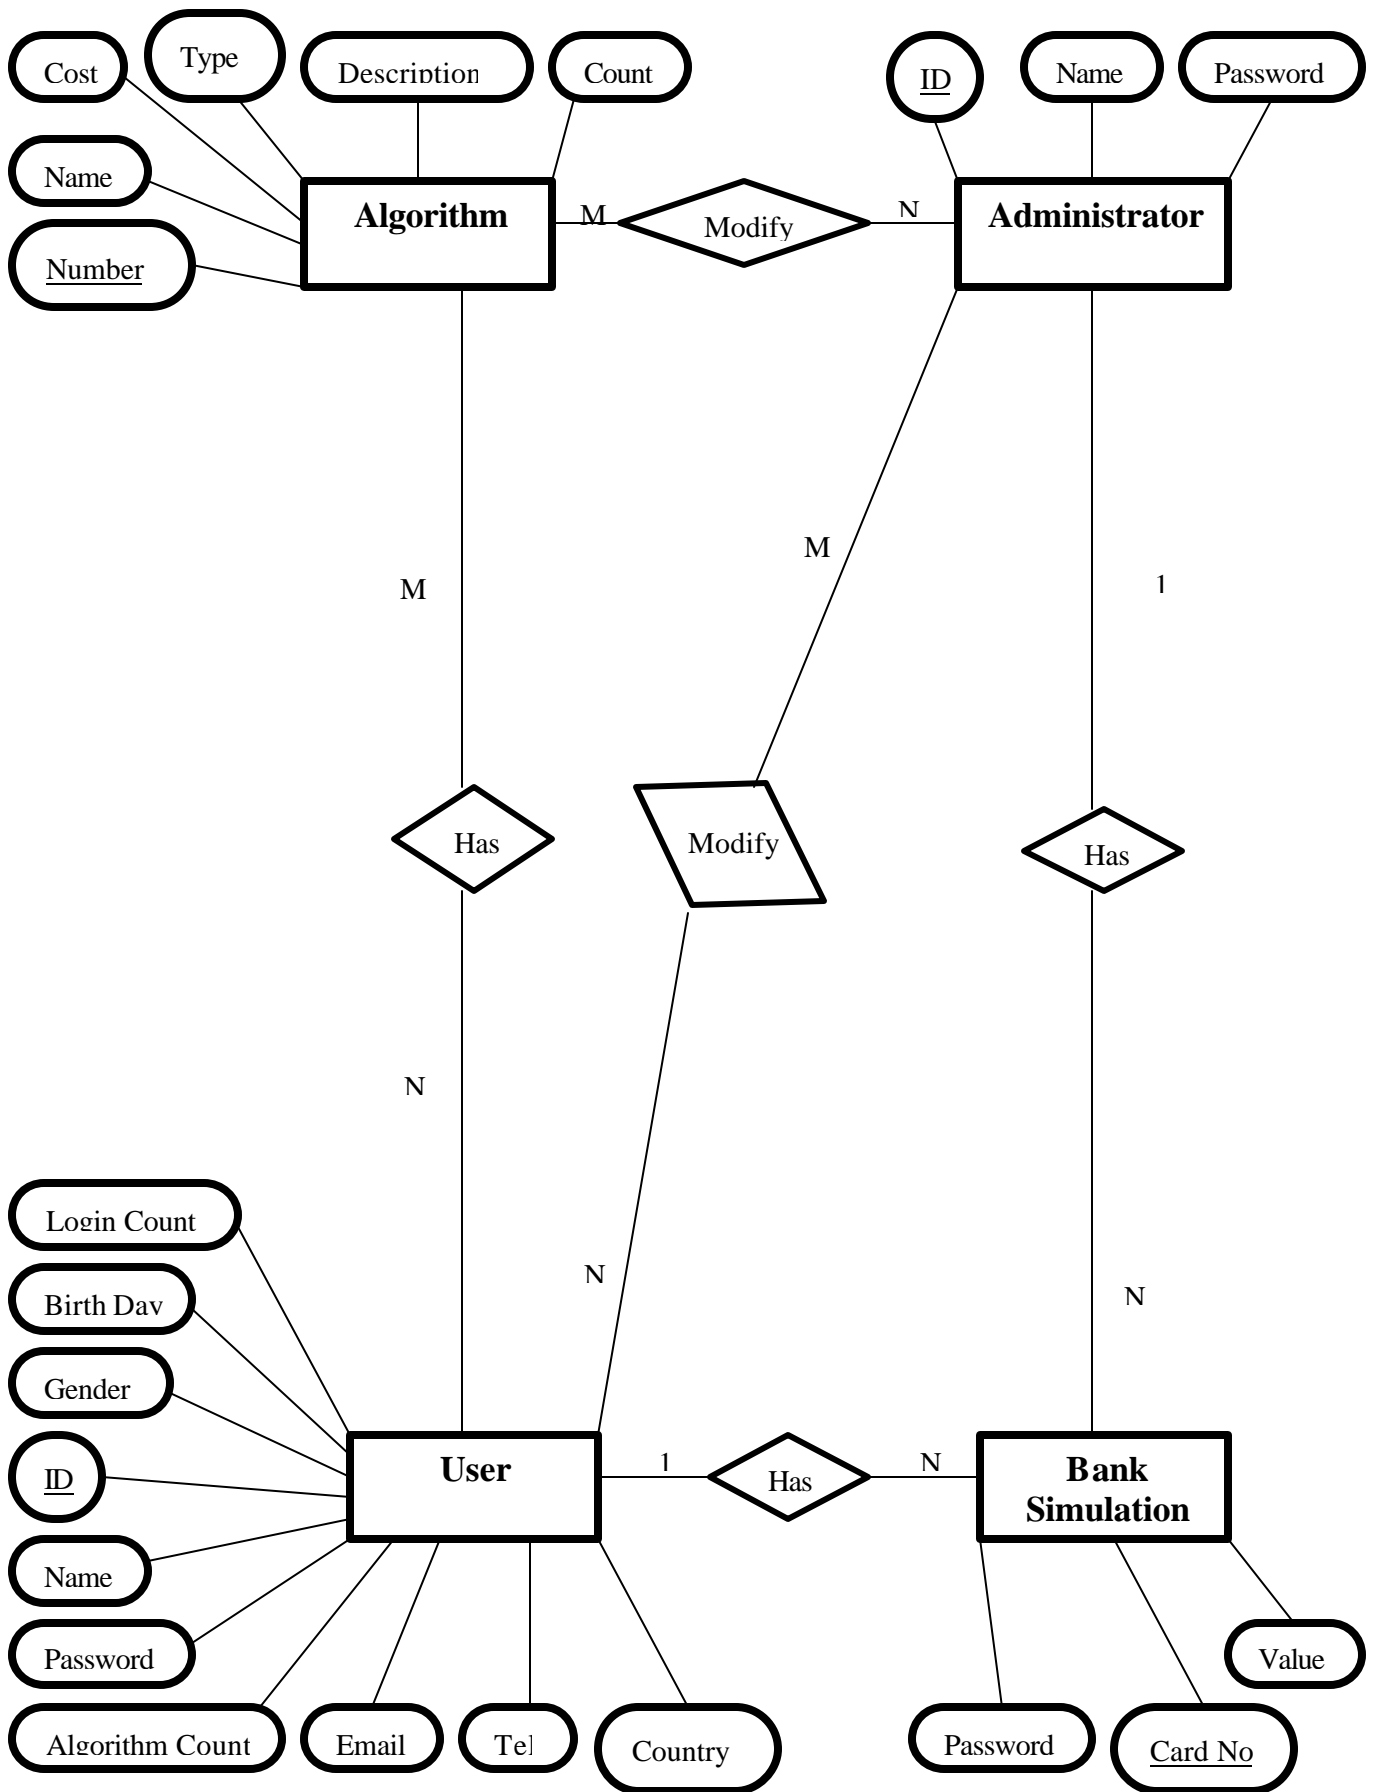 Cost
Type
Description
Count
ID
Name
Password
Name
Number
Algorithm
M
Modify
N
Administrator
M
M
1
Has
Modify
Has
N
N
N
Login Count
Birth Day
Gender
ID
Name
Password
Algorithm Count
Email
Tel
Country
User
1
Has
N
Bank
Simulation
Value
Password
Card No